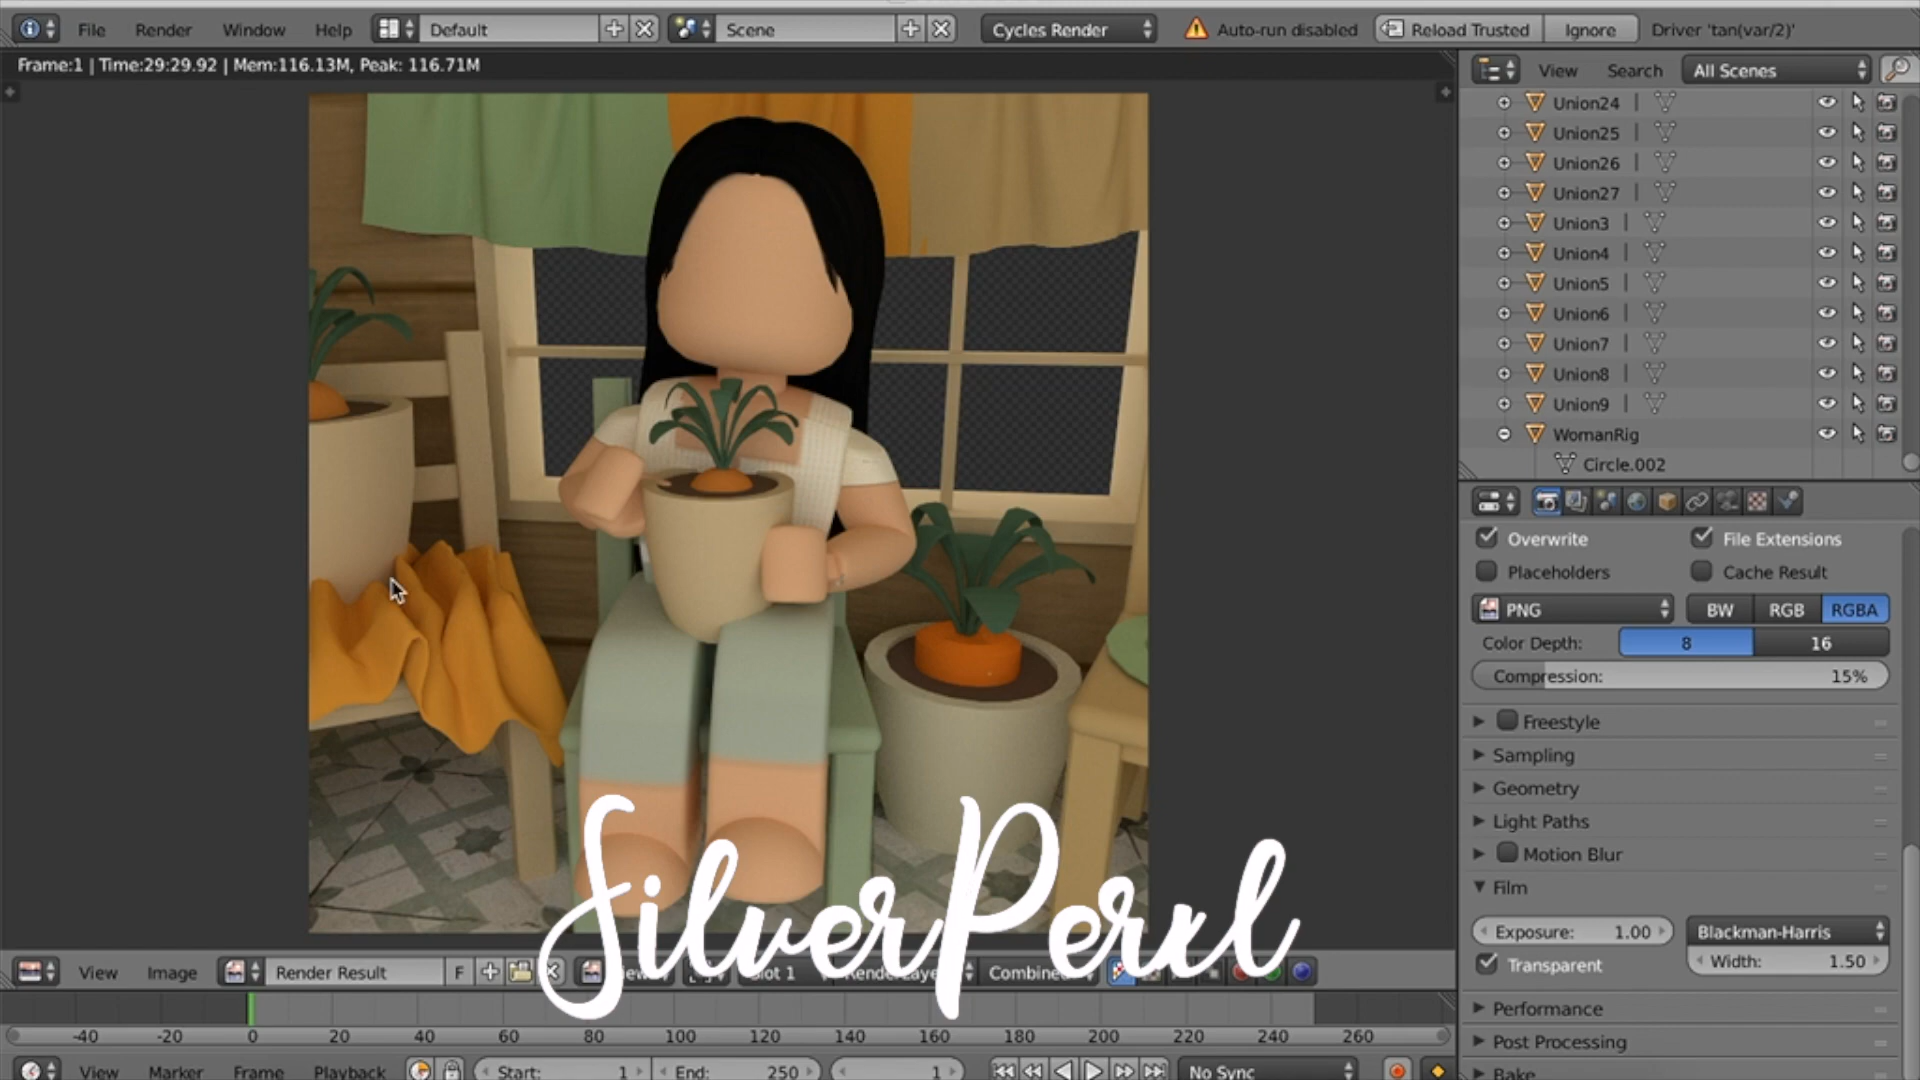 File Render Window Help Default Scene Cycles Render Auto-run disabled Reload Trusted Ignore Driver 'tan(var/2)'
Frame:1 | Time:29:29.92 | Mem:116.13M, Peak: 116.71M
View Search All Scenes
Union24
Union25
Union26
Union27
Union3
Union4
Union5
Union6
Union7
Union8
Union9
WomanRig
Circle.002
Overwrite File Extensions
Placeholders Cache Result
PNG BW RGB RGBA
Color Depth: 8 16
Compression: 15%
Freestyle
Sampling
Geometry
Light Paths
Motion Blur
Film
Exposure: 1.00 Blackman-Harris
Transparent Width: 1.50
Performance
Post Processing
Bake
SilverPerxl
View Image Render Result F Slot 1 Combined
-40 -20 0 20 40 60 80 100 120 140 160 180 200 220 240 260
View Marker Frame Playback Start: 1 End: 250 1 No Sync